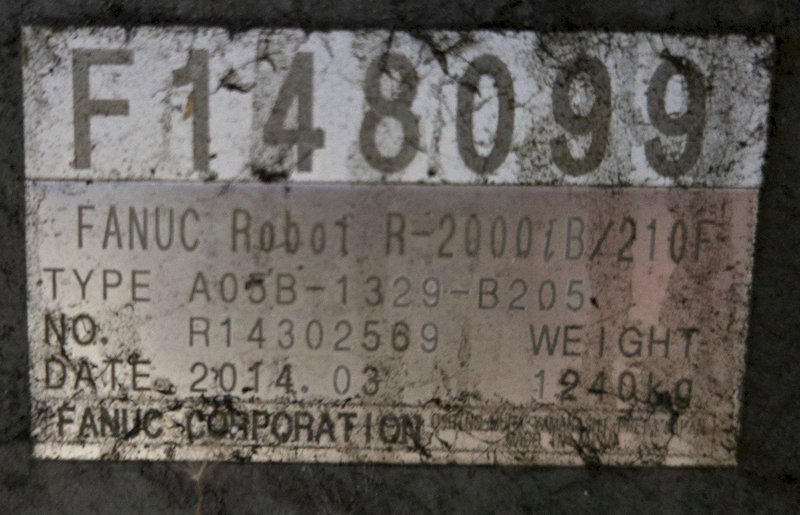 F148099
FANUC Robot R-2000iB/210F
TYPE A05B-1329-B205
NO. R14302569 WEIGHT
DATE 2014.03 1240kg
FANUC CORPORATION